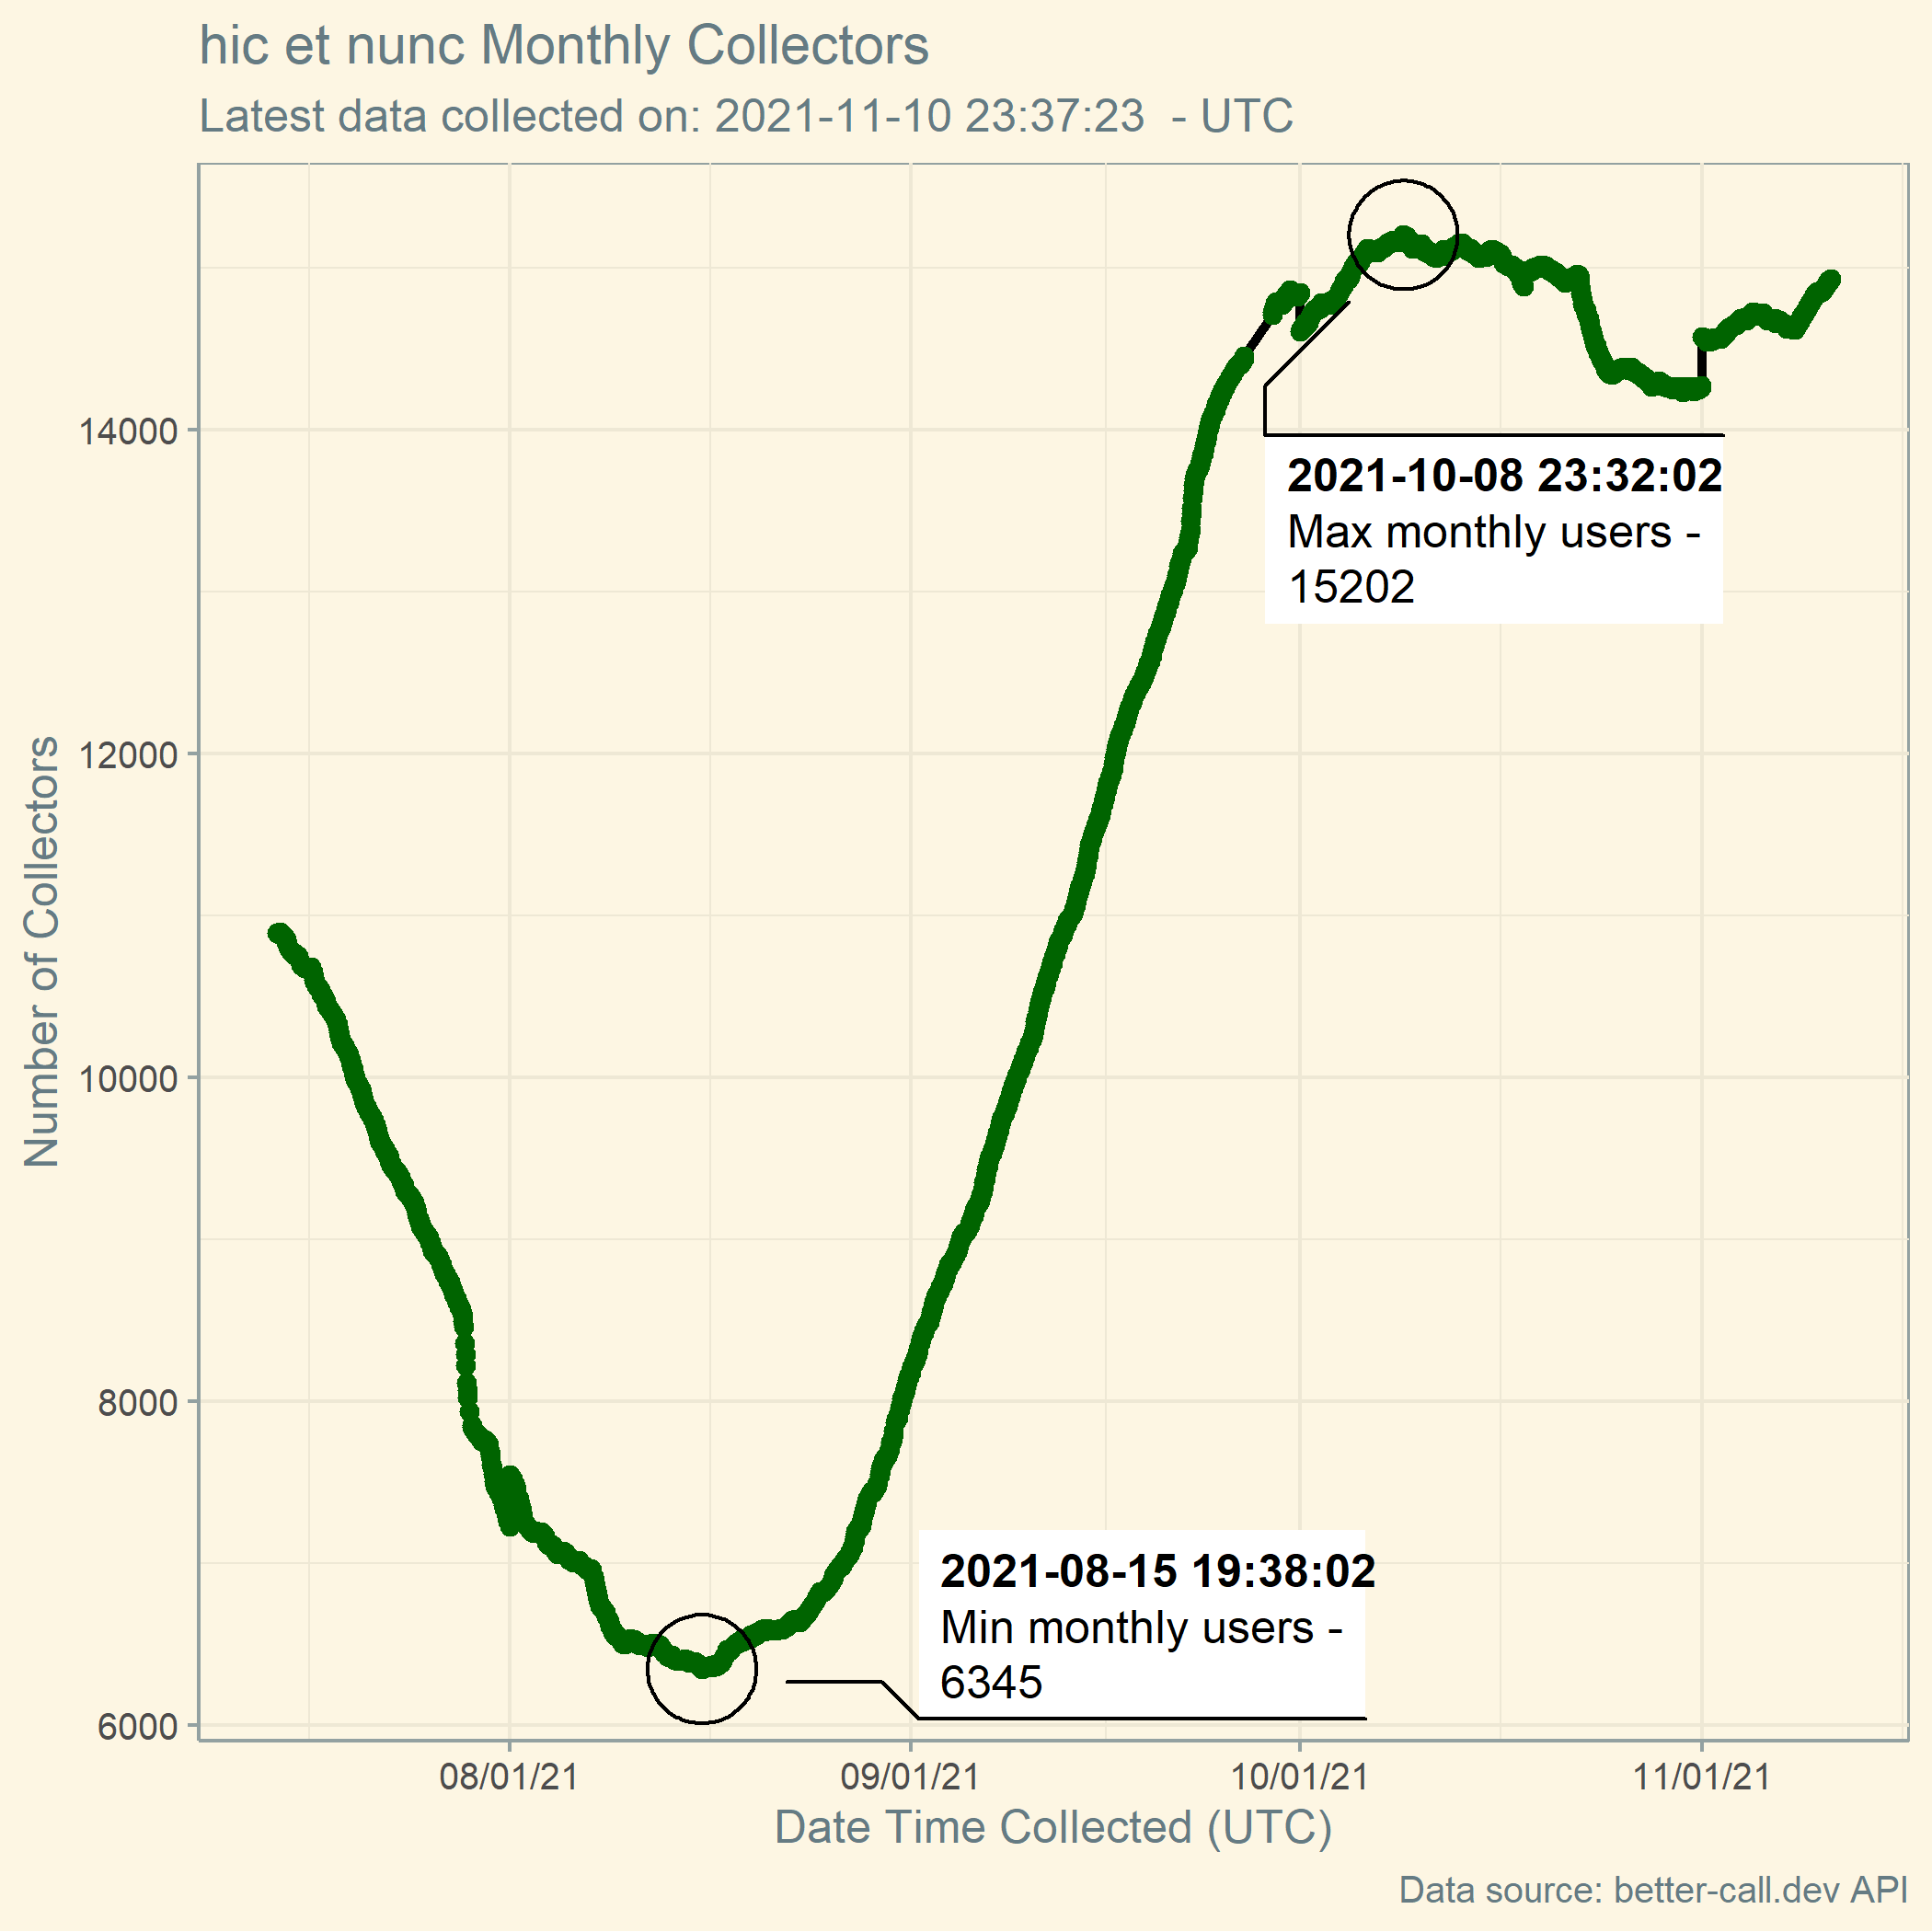 hic et nunc Monthly Collectors
Latest data collected on: 2021-11-10 23:37:23  - UTC
Number of Collectors
14000
12000
10000
8000
6000
2021-10-08 23:32:02
Max monthly users -
15202
2021-08-15 19:38:02
Min monthly users -
6345
08/01/21
09/01/21
10/01/21
11/01/21
Date Time Collected (UTC)
Data source: better-call.dev API